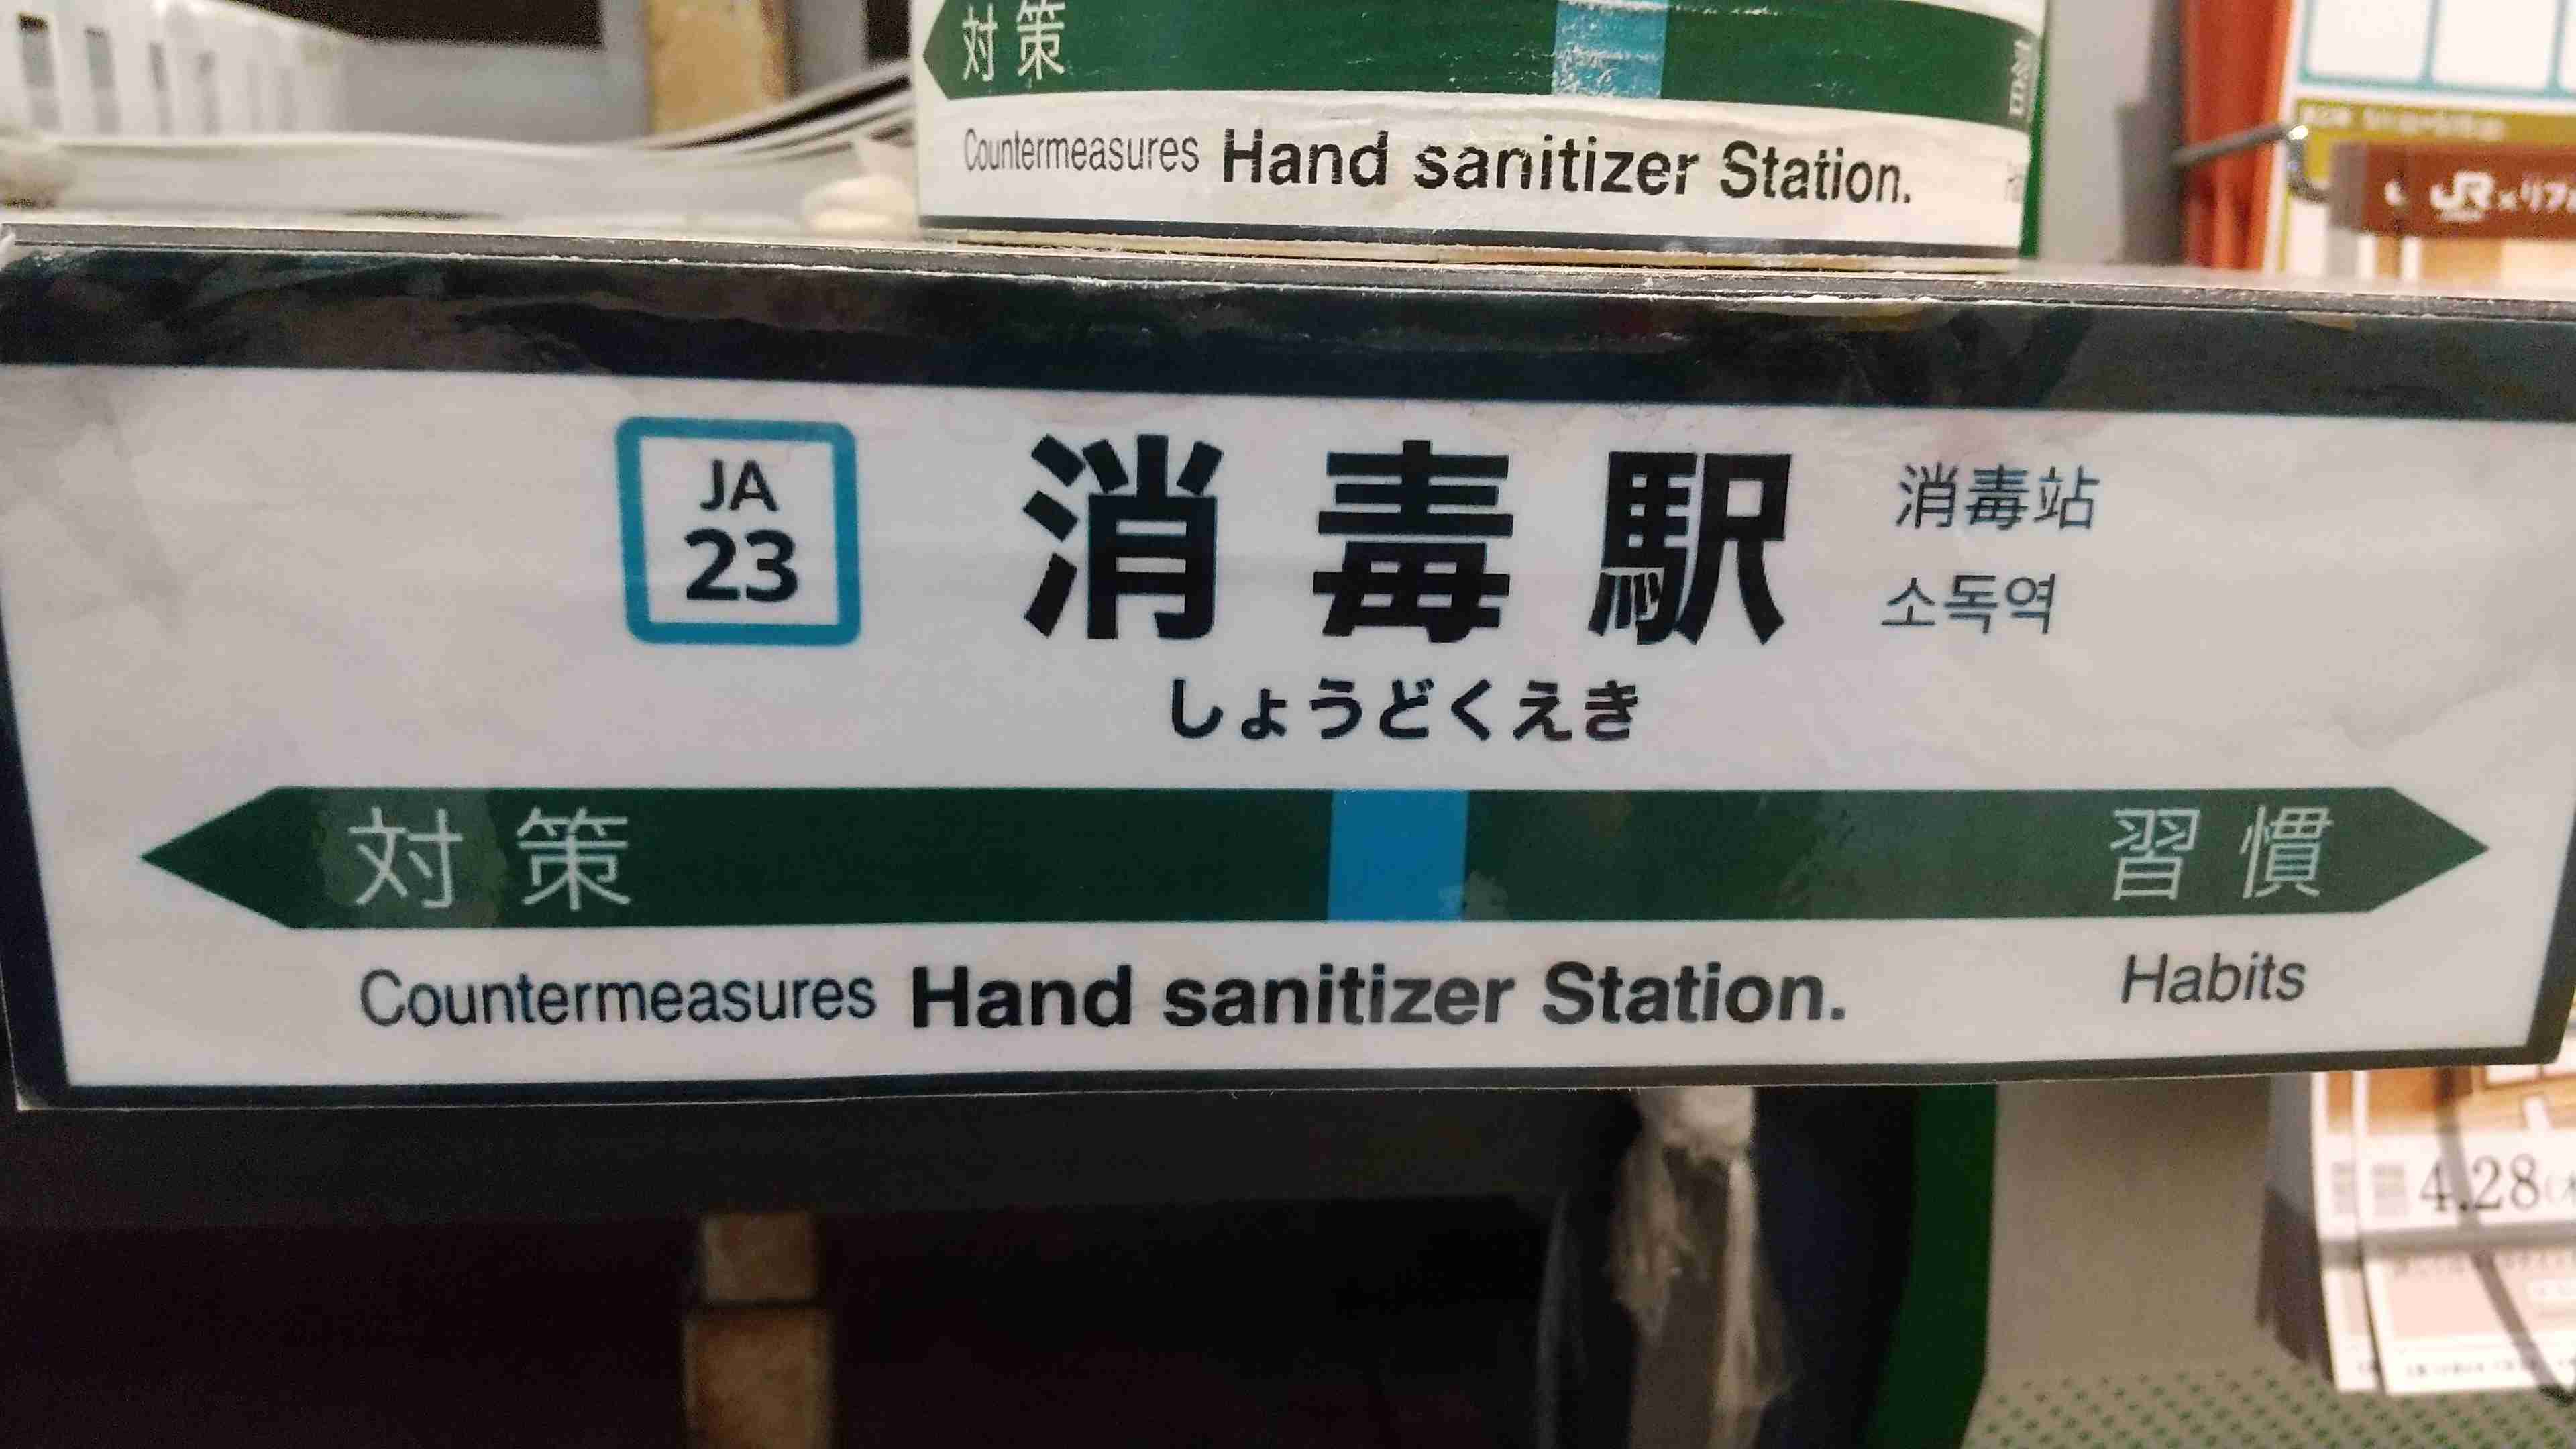 対策
Countermeasures Hand sanitizer Station.
JR
JA
23
消毒駅
消毒站
소독역
しょうどくえき
対策
習慣
Countermeasures Hand sanitizer Station.
Habits
4.28